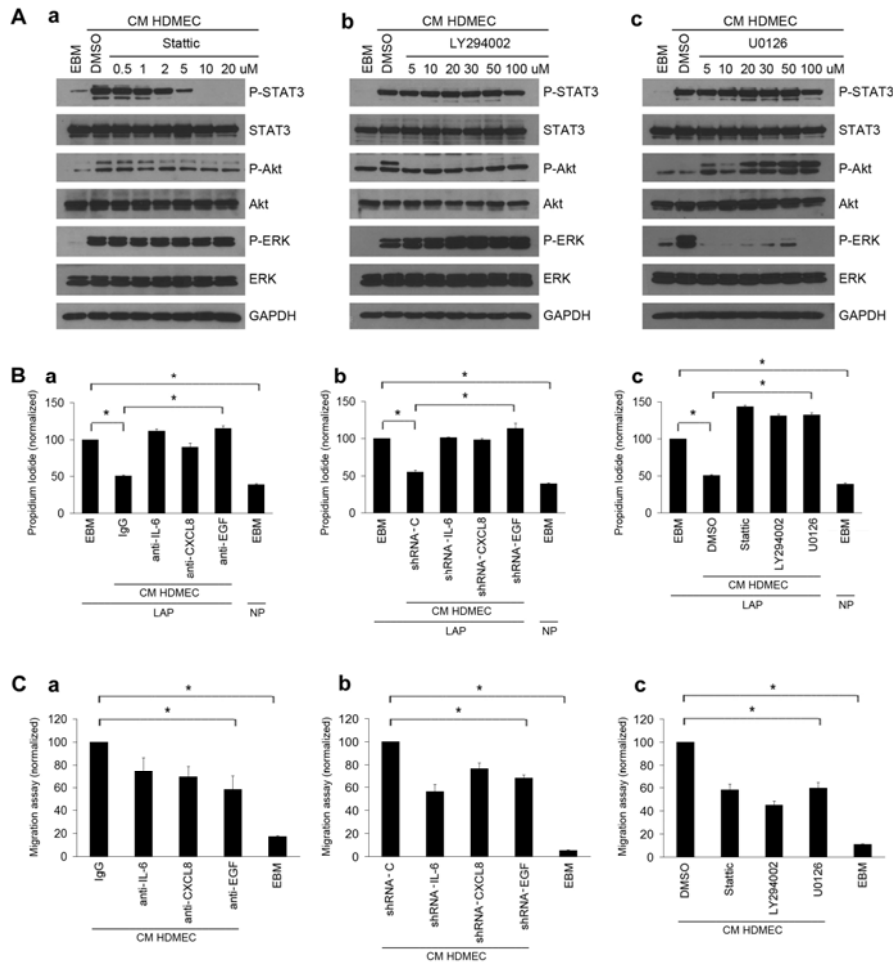 A a b c
CM HDMEC CM HDMEC CM HDMEC
Stattic LY294002 U0126
EBM DMSO 0.5 1 2 5 10 20 uM
EBM DMSO 5 10 20 30 50 100 uM
EBM DMSO 5 10 20 30 50 100 uM
P-STAT3 P-STAT3 P-STAT3
STAT3 STAT3 STAT3
P-Akt P-Akt P-Akt
Akt Akt Akt
P-ERK P-ERK P-ERK
ERK ERK ERK
GAPDH GAPDH GAPDH
B a b c
* * *
* * * * * *
Propidium Iodide (normalized)
150
100
50
0
EBM IgG anti-IL-6 anti-CXCL8 anti-EGF EBM
CM HDMEC
LAP NP
Propidium Iodide (normalized)
150
100
50
0
EBM shRNA-C shRNA-IL-6 shRNA-CXCL8 shRNA-EGF EBM
CM HDMEC
LAP NP
Propidium Iodide (normalized)
150
100
50
0
EBM DMSO Stattic LY294002 U0126 EBM
CM HDMEC
LAP NP
C a b c
* * *
* * *
Migration assay (normalized)
120
100
80
60
40
20
0
IgG anti-IL-6 anti-CXCL8 anti-EGF EBM
CM HDMEC
Migration assay (normalized)
120
100
80
60
40
20
0
shRNA-C shRNA-IL-6 shRNA-CXCL8 shRNA-EGF EBM
CM HDMEC
Migration assay (normalized)
120
100
80
60
40
20
0
DMSO Stattic LY294002 U0126 EBM
CM HDMEC